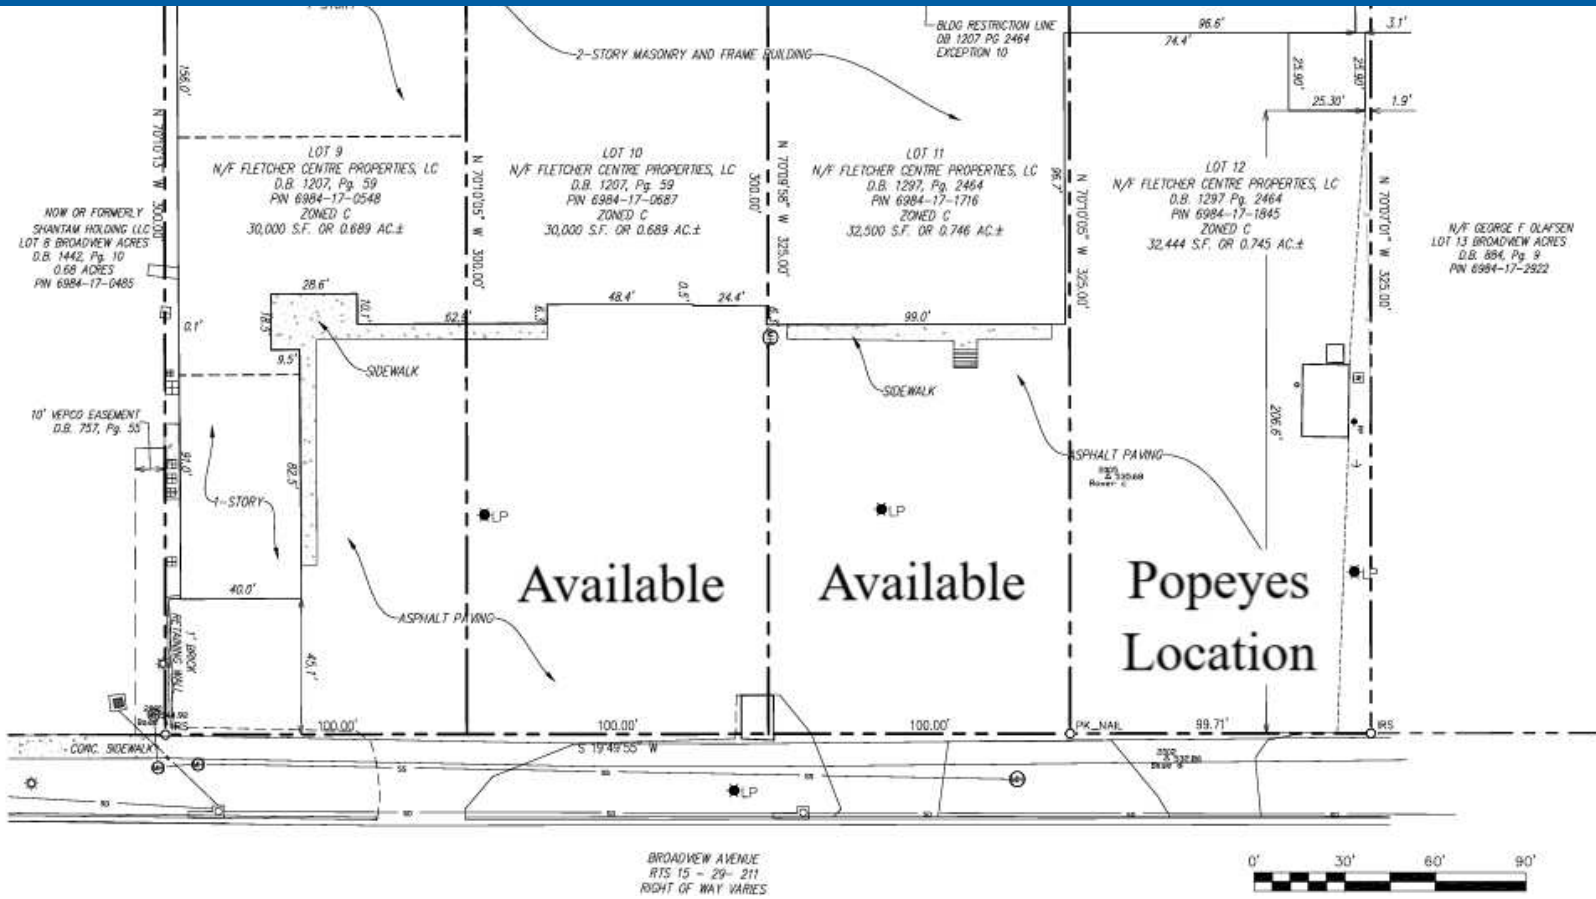 1-STORY
BLDG RESTRICTION LINE
DB 1207 PG 2464
EXCEPTION 10
96.6'
3.1'
74.4'
2-STORY MASONRY AND FRAME BUILDING
156.0'
25.90'
25.90'
25.30'
1.9'
N 70°10'13" W 300.00'
N 70°10'05" W 300.00'
300.00'
N 70°09'58" W 325.00'
96.7'
N 70°10'05" W 325.00'
N 70°07'01" W 325.00'
LOT 9
N/F FLETCHER CENTRE PROPERTIES, LC
D.B. 1207, Pg. 59
PIN 6984-17-0548
ZONED C
30,000 S.F. OR 0.689 AC.±
LOT 10
N/F FLETCHER CENTRE PROPERTIES, LC
D.B. 1207, Pg. 59
PIN 6984-17-0687
ZONED C
30,000 S.F. OR 0.689 AC.±
LOT 11
N/F FLETCHER CENTRE PROPERTIES, LC
D.B. 1297, Pg. 2464
PIN 6984-17-1716
ZONED C
32,500 S.F. OR 0.746 AC.±
LOT 12
N/F FLETCHER CENTRE PROPERTIES, LC
D.B. 1297 Pg. 2464
PIN 6984-17-1845
ZONED C
32,444 S.F. OR 0.745 AC.±
NOW OR FORMERLY
SHANTAM HOLDING LLC
LOT 8 BROADVIEW ACRES
D.B. 1442, Pg. 10
0.68 ACRES
PIN 6984-17-0485
N/F GEORGE F OLAFSEN
LOT 13 BROADVIEW ACRES
D.B. 884, Pg. 9
PIN 6984-17-2922
28.6'
10.1'
18.5'
9.5'
0.1'
48.4'
0.5'
24.4'
99.0'
SIDEWALK
SIDEWALK
10' VEPCO EASEMENT
D.B. 757, Pg. 55
91.0'
82.5'
206.6'
1-STORY
ASPHALT PAVING
LP
LP
Available
Available
Popeyes
Location
40.0'
ASPHALT PAVING
1' BRICK
RETAINING WALL
45.1'
IRS
100.00'
100.00'
100.00'
PK_NAIL
99.71'
IRS
CONC. SIDEWALK
S 19°49'55" W
LP
BROADVIEW AVENUE
RTS 15 - 29- 211
RIGHT OF WAY VARIES
0'
30'
60'
90'